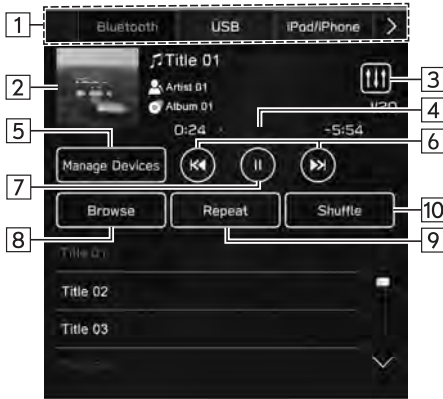 1 Bluetooth USB iPod/iPhone
♫Title 01
2 Artist 01 3
Album 01
1/20
4
0:24 -5:54
5 6
Manage Devices
7
Browse Repeat Shuffle 10
8 9
Title 01
Title 02
Title 03